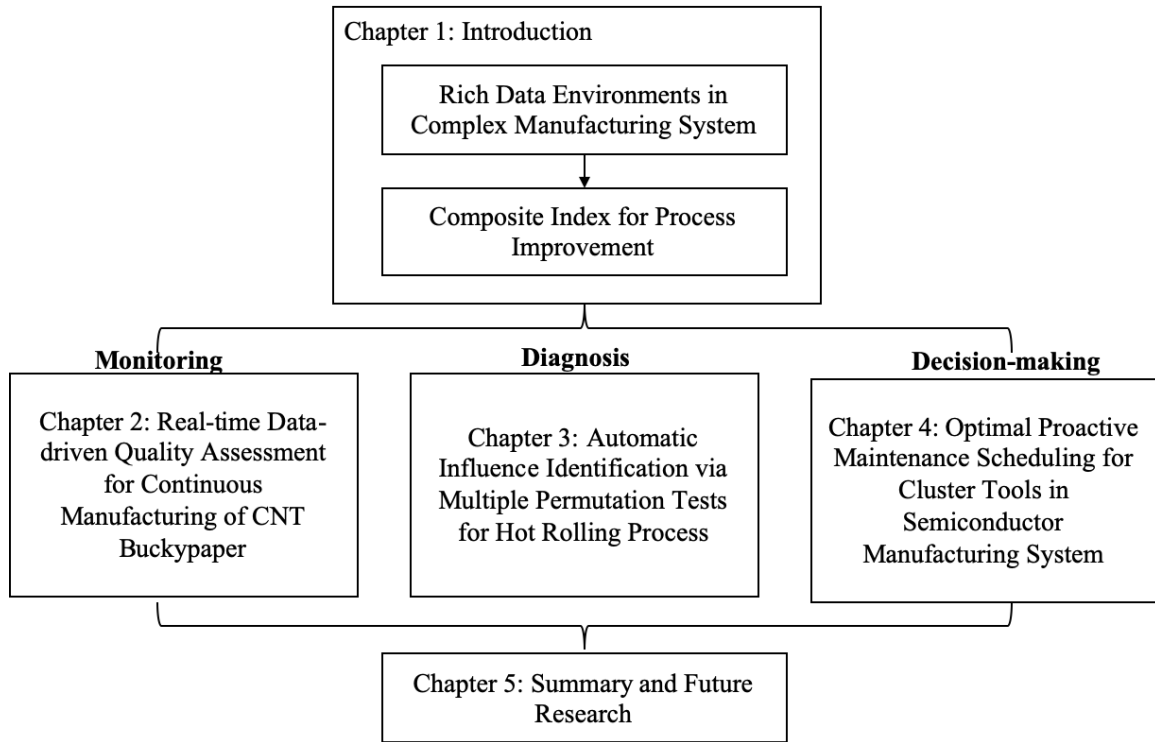 Chapter 1: Introduction
Rich Data Environments in
Complex Manufacturing System
Composite Index for Process
Improvement
Monitoring
Diagnosis
Decision-making
Chapter 2: Real-time Data-
driven Quality Assessment
for Continuous
Manufacturing of CNT
Buckypaper
Chapter 3: Automatic
Influence Identification via
Multiple Permutation Tests
for Hot Rolling Process
Chapter 4: Optimal Proactive
Maintenance Scheduling for
Cluster Tools in
Semiconductor
Manufacturing System
Chapter 5: Summary and Future
Research